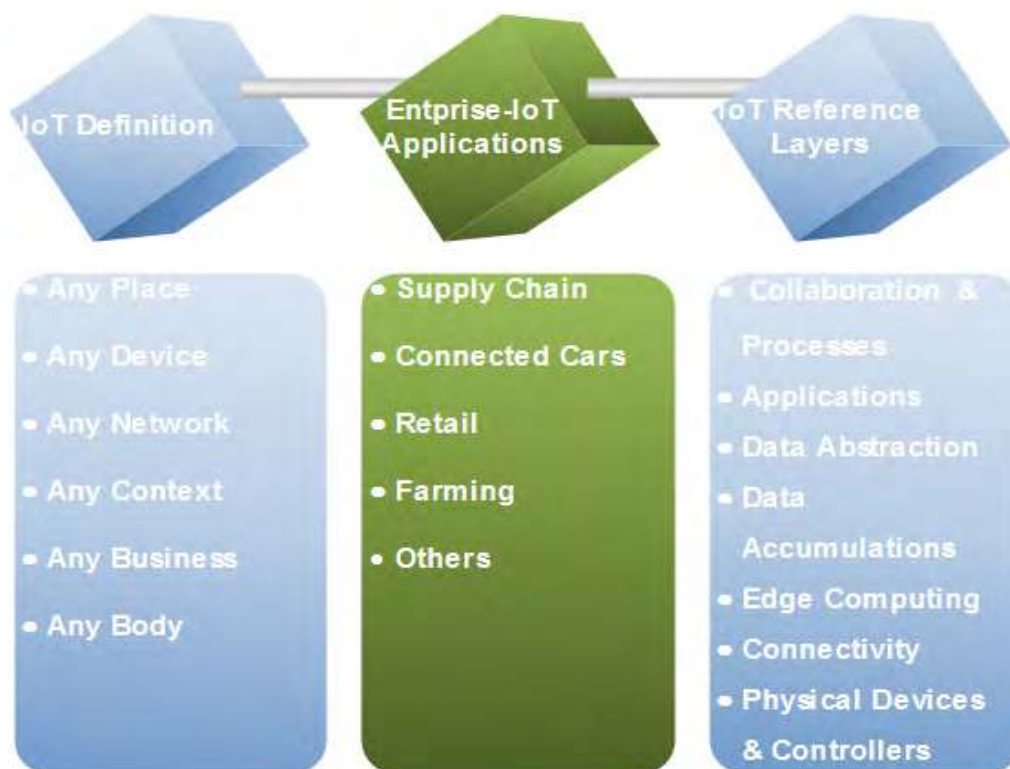 IoT Definition
Entprise-IoT
Applications
IoT Reference
Layers
• Any Place
• Any Device
• Any Network
• Any Context
• Any Business
• Any Body
• Supply Chain
• Connected Cars
• Retail
• Farming
• Others
• Collaboration &
Processes
• Applications
• Data Abstraction
• Data
Accumulations
• Edge Computing
• Connectivity
• Physical Devices
& Controllers